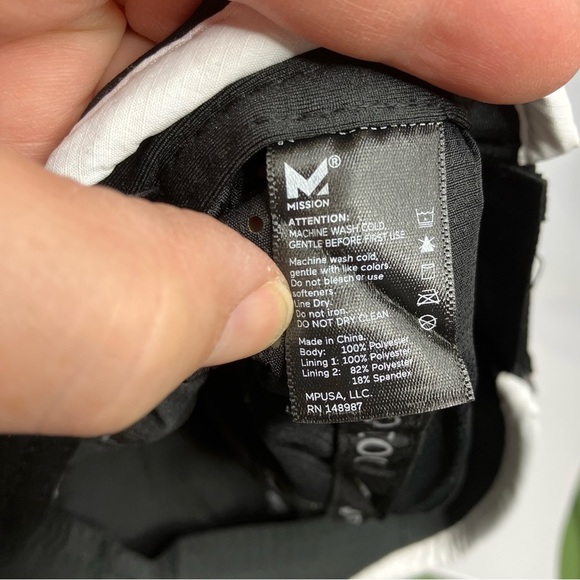 M®
MISSION
ATTENTION:
MACHINE WASH COLD,
GENTLE BEFORE FIRST USE
Machine wash cold,
gentle with like colors.
Do not bleach or use
softeners.
Line Dry.
Do not iron.
DO NOT DRY CLEAN
Made in China.
Body: 100% Polyester
Lining 1: 100% Polyester
Lining 2: 82% Polyester
18% Spandex
MPUSA, LLC.
RN 148987